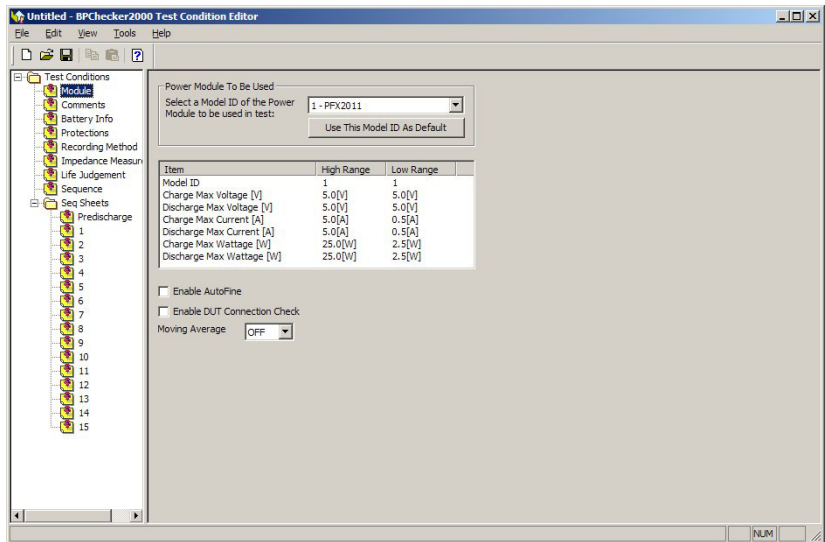 Untitled - BPChecker2000 Test Condition Editor
File Edit View Tools Help
Test Conditions
Module
Comments
Battery Info
Protections
Recording Method
Impedance Measur
Life Judgement
Sequence
Seq Sheets
Predischarge
1
2
3
4
5
6
7
8
9
10
11
12
13
14
15
Power Module To Be Used
Select a Model ID of the Power
Module to be used in test:
1 - PFX2011
Use This Model ID As Default
Item High Range Low Range
Model ID 1 1
Charge Max Voltage [V] 5.0[V] 5.0[V]
Discharge Max Voltage [V] 5.0[V] 5.0[V]
Charge Max Current [A] 5.0[A] 0.5[A]
Discharge Max Current [A] 5.0[A] 0.5[A]
Charge Max Wattage [W] 25.0[W] 2.5[W]
Discharge Max Wattage [W] 25.0[W] 2.5[W]
Enable AutoFine
Enable DUT Connection Check
Moving Average OFF
NUM